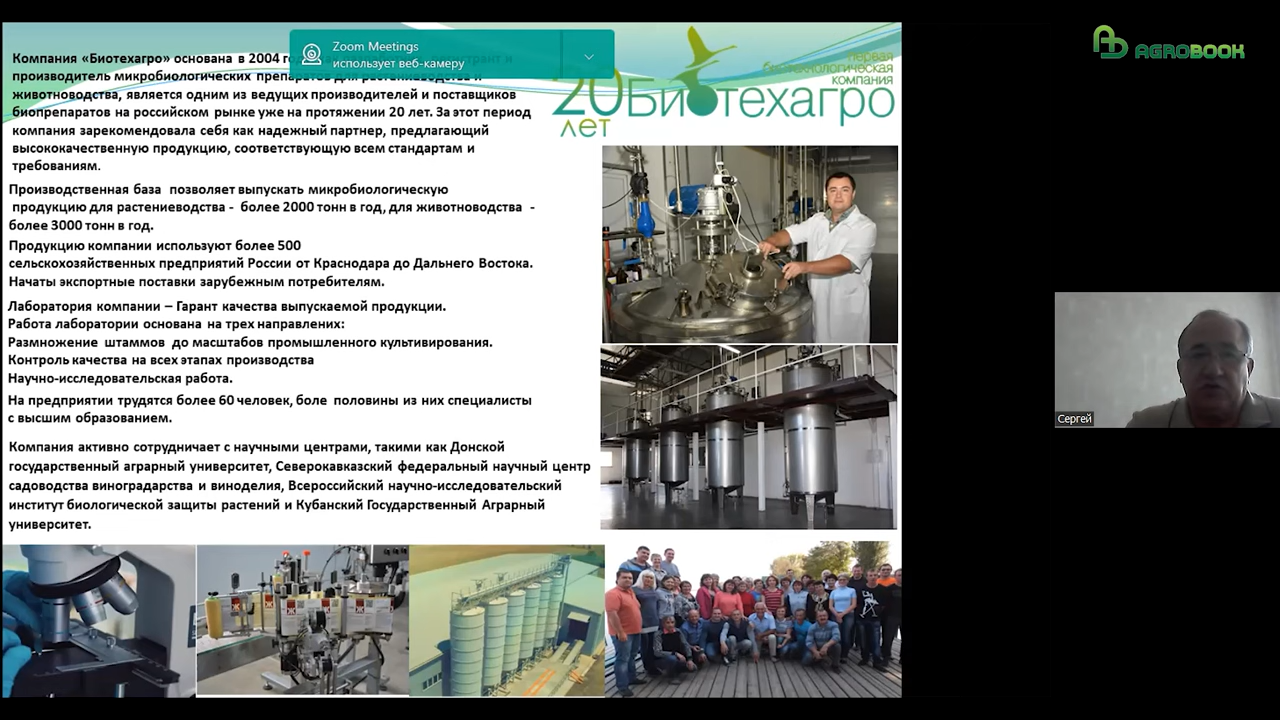 Компания «Биотехагро» основана в 2004
производитель микробиологических препаратов для растениеводства и
животноводства, является одним из ведущих производителей и поставщиков
биопрепаратов на российском рынке уже на протяжении 20 лет. За этот период
компания зарекомендовала себя как надежный партнер, предлагающий
высококачественную продукцию, соответствующую всем стандартам и
требованиям.
Производственная база позволяет выпускать микробиологическую
продукцию для растениеводства - более 2000 тонн в год, для животноводства -
более 3000 тонн в год.
Продукцию компании используют более 500
сельскохозяйственных предприятий России от Краснодара до Дальнего Востока.
Начаты экспортные поставки зарубежным потребителям.
Лаборатория компании – Гарант качества выпускаемой продукции.
Работа лаборатории основана на трех направлениях:
Размножение штаммов до масштабов промышленного культивирования.
Контроль качества на всех этапах производства
Научно-исследовательская работа.
На предприятии трудятся более 60 человек, боле половины из них специалисты
с высшим образованием.
Компания активно сотрудничает с научными центрами, такими как Донской
государственный аграрный университет, Северокавказский федеральный научный центр
садоводства виноградарства и виноделия, Всероссийский научно-исследовательский
институт биологической защиты растений и Кубанский Государственный Аграрный
университет.
Zoom Meetings
использует веб-камеру
первая
биотехнологическая
компания
20 Биотехагро
лет
AGROBOOK
Сергей